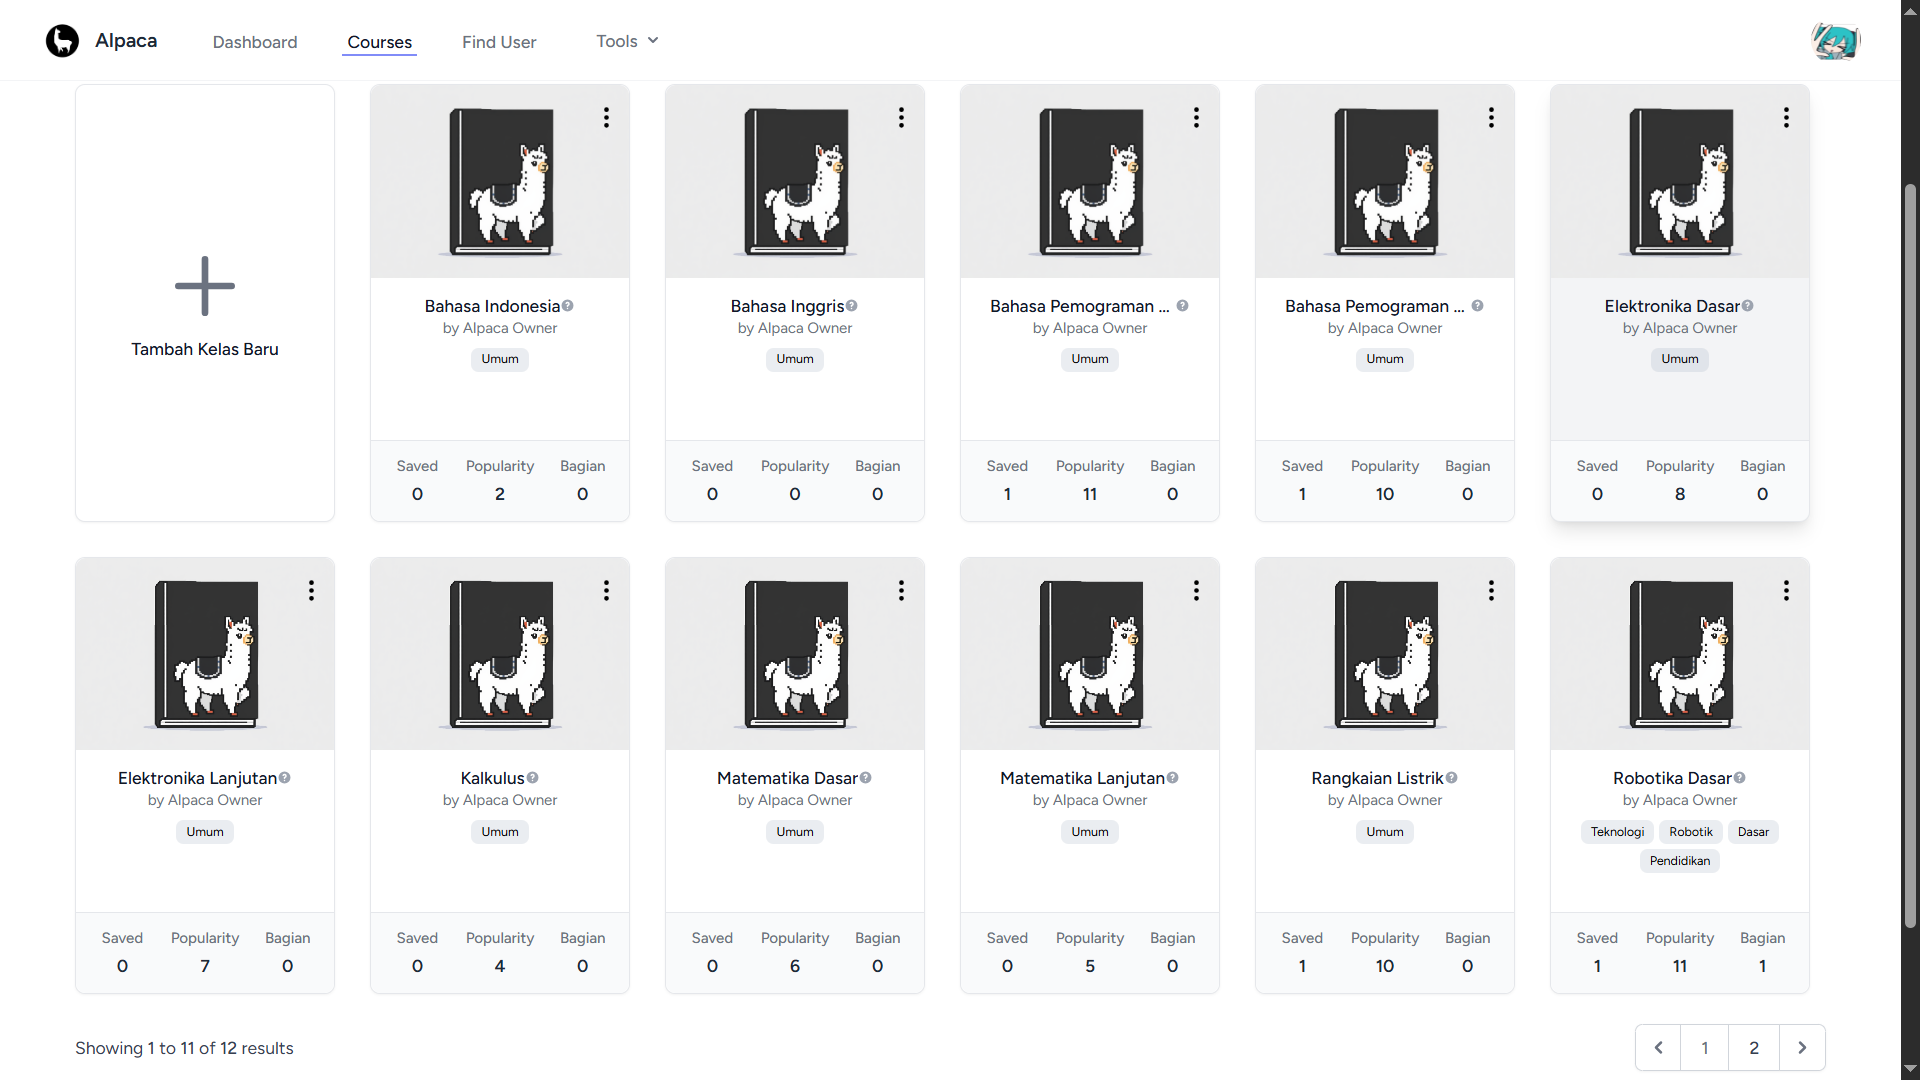 Alpaca Dashboard Courses Find User Tools
Tambah Kelas Baru
Bahasa Indonesia
by Alpaca Owner
Umum
Saved Popularity Bagian
0 2 0
Bahasa Inggris
by Alpaca Owner
Umum
Saved Popularity Bagian
0 0 0
Bahasa Pemograman ...
by Alpaca Owner
Umum
Saved Popularity Bagian
1 11 0
Bahasa Pemograman ...
by Alpaca Owner
Umum
Saved Popularity Bagian
1 10 0
Elektronika Dasar
by Alpaca Owner
Umum
Saved Popularity Bagian
0 8 0
Elektronika Lanjutan
by Alpaca Owner
Umum
Saved Popularity Bagian
0 7 0
Kalkulus
by Alpaca Owner
Umum
Saved Popularity Bagian
0 4 0
Matematika Dasar
by Alpaca Owner
Umum
Saved Popularity Bagian
0 6 0
Matematika Lanjutan
by Alpaca Owner
Umum
Saved Popularity Bagian
0 5 0
Rangkaian Listrik
by Alpaca Owner
Umum
Saved Popularity Bagian
1 10 0
Robotika Dasar
by Alpaca Owner
Teknologi Robotik Dasar
Pendidikan
Saved Popularity Bagian
1 11 1
Showing 1 to 11 of 12 results
1 2